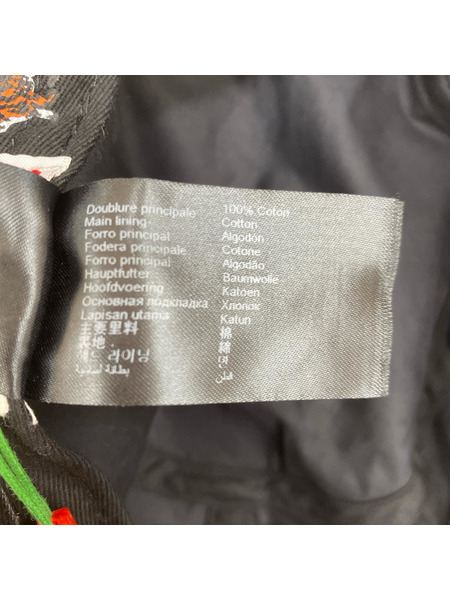 Doublure principale 100% Coton
Main lining Cotton
Forro principal Algodón
Fodera principale Cotone
Forro principal Algodão
Hauptfutter Baumwolle
Hoofdvoering Katoen
Основная подкладка Хлопок
Lapisan utama Katun
主要里料 棉
表地. 綿
메인 라이닝 면
بطانة أساسية قطن